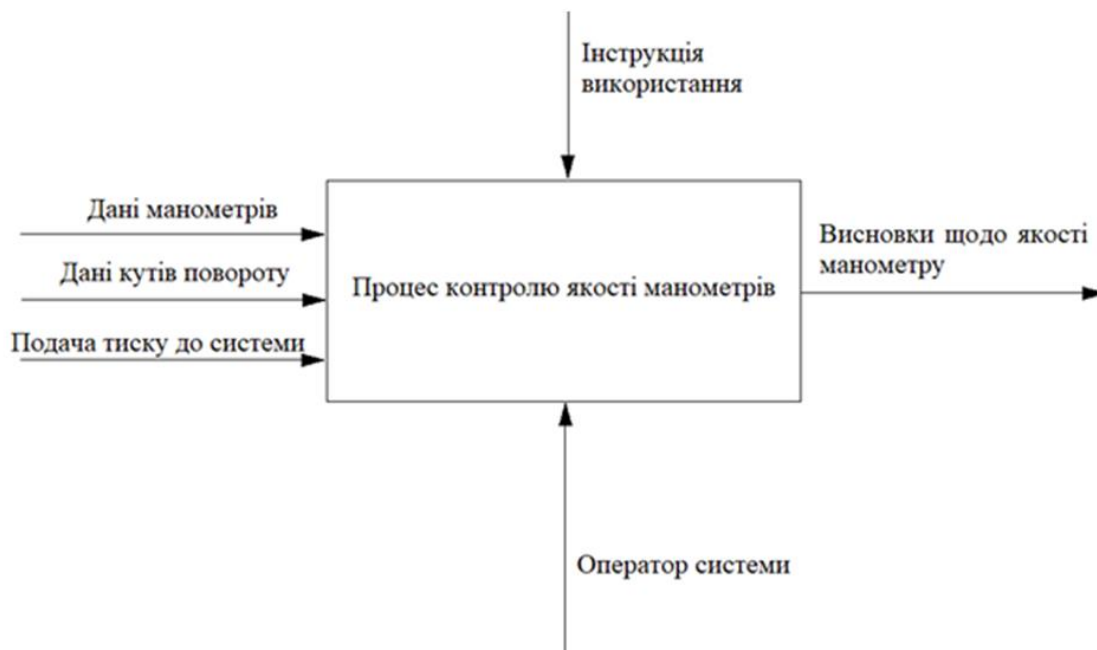 Інструкція
використання
Дані манометрів
Дані кутів повороту
Подача тиску до системи
Процес контролю якості манометрів
Висновки щодо якості
манометру
Оператор системи